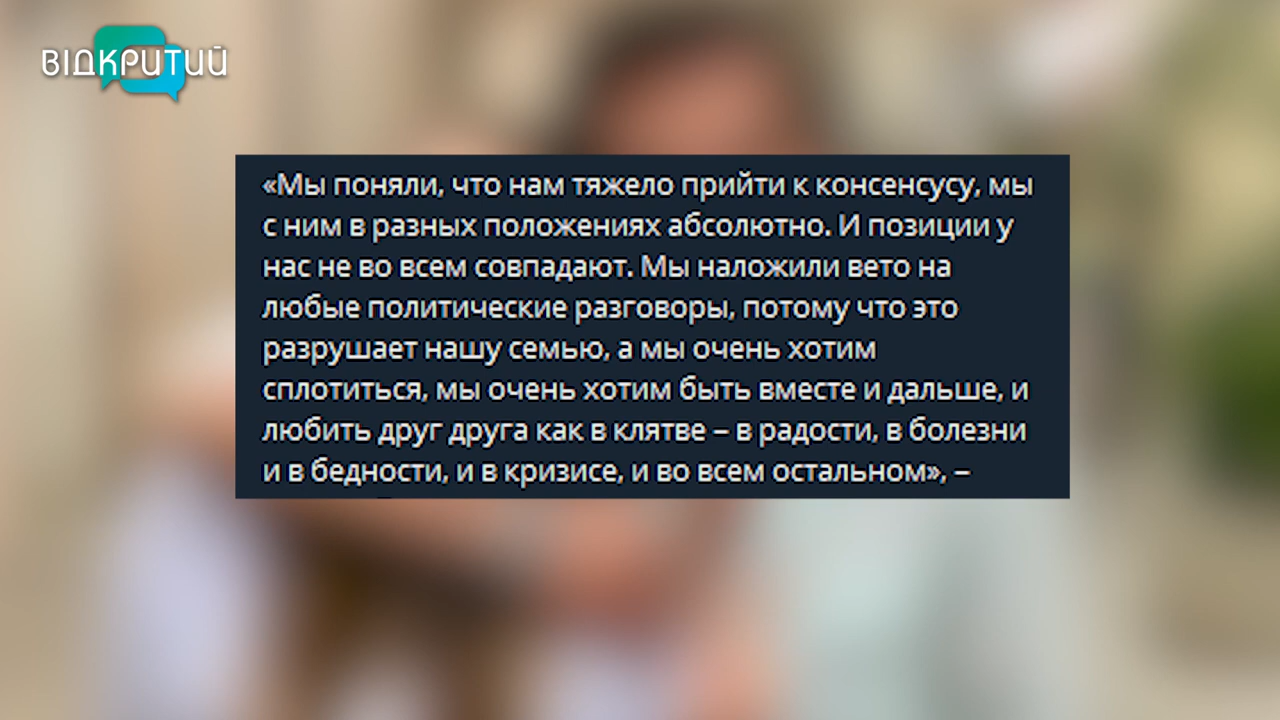 ВІДКРИТИЙ
«Мы поняли, что нам тяжело прийти к консенсусу, мы
с ним в разных положениях абсолютно. И позиции у
нас не во всем совпадают. Мы наложили вето на
любые политические разговоры, потому что это
разрушает нашу семью, а мы очень хотим
сплотиться, мы очень хотим быть вместе и дальше, и
любить друг друга как в клятве – в радости, в болезни
и в бедности, и в кризисе, и во всем остальном», –